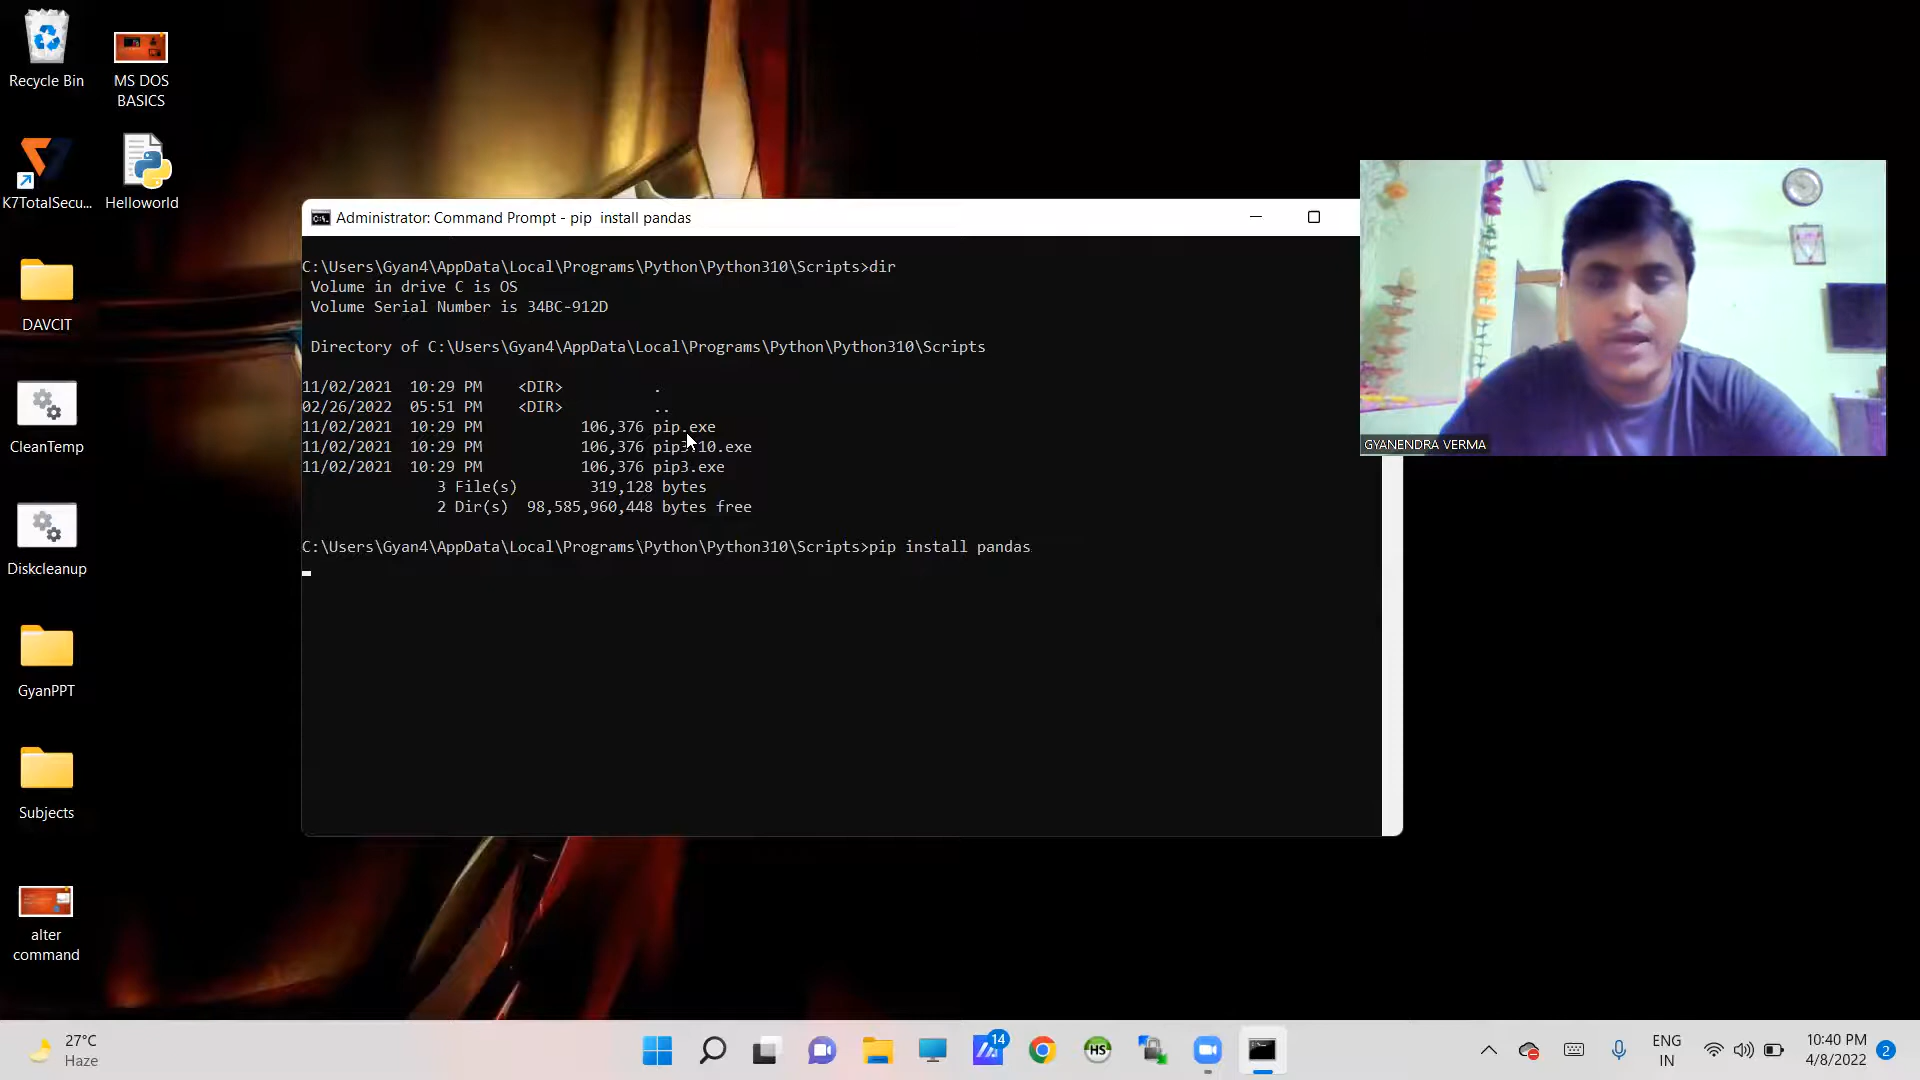 Recycle Bin
MS DOS
BASICS
K7TotalSecu...
Helloworld
DAVCIT
CleanTemp
Diskcleanup
GyanPPT
Subjects
alter
command
Administrator: Command Prompt - pip  install pandas
C:\Users\Gyan4\AppData\Local\Programs\Python\Python310\Scripts>dir
Volume in drive C is OS
Volume Serial Number is 34BC-912D
Directory of C:\Users\Gyan4\AppData\Local\Programs\Python\Python310\Scripts
11/02/2021  10:29 PM    <DIR>          .
02/26/2022  05:51 PM    <DIR>          ..
11/02/2021  10:29 PM           106,376 pip.exe
11/02/2021  10:29 PM           106,376 pip3.10.exe
11/02/2021  10:29 PM           106,376 pip3.exe
3 File(s)        319,128 bytes
2 Dir(s)  98,585,960,448 bytes free
C:\Users\Gyan4\AppData\Local\Programs\Python\Python310\Scripts>pip install pandas
GYANENDRA VERMA
27°C
Haze
14
HS
ENG
IN
10:40 PM
4/8/2022
2